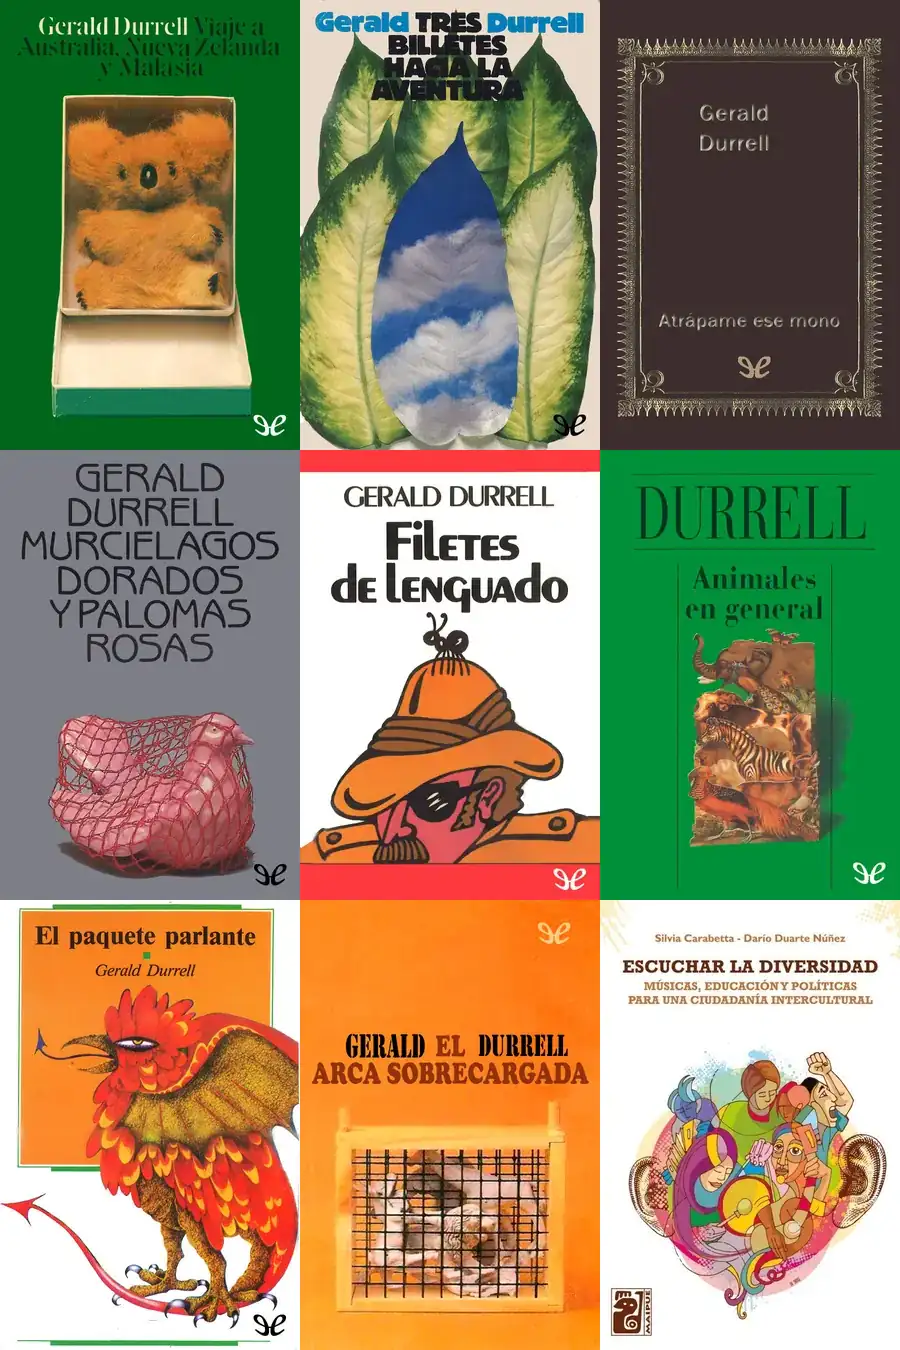 Gerald Durrell Viaje a
Australia, Nueva Zelanda
y Malasia
Gerald TRES Durrell
BILLETES
HACIA LA
AVENTURA
Gerald
Durrell
Atrápame ese mono
GERALD
DURRELL
MURCIELAGOS
DORADOS
Y PALOMAS
ROSAS
GERALD DURRELL
Filetes
de lenguado
DURRELL
Animales
en general
El paquete parlante
Gerald Durrell
GERALD EL DURRELL
ARCA SOBRECARGADA
Silvia Carabetta - Darío Duarte Núñez
ESCUCHAR LA DIVERSIDAD
MÚSICAS, EDUCACIÓN Y POLÍTICAS
PARA UNA CIUDADANÍA INTERCULTURAL
MAIPUE